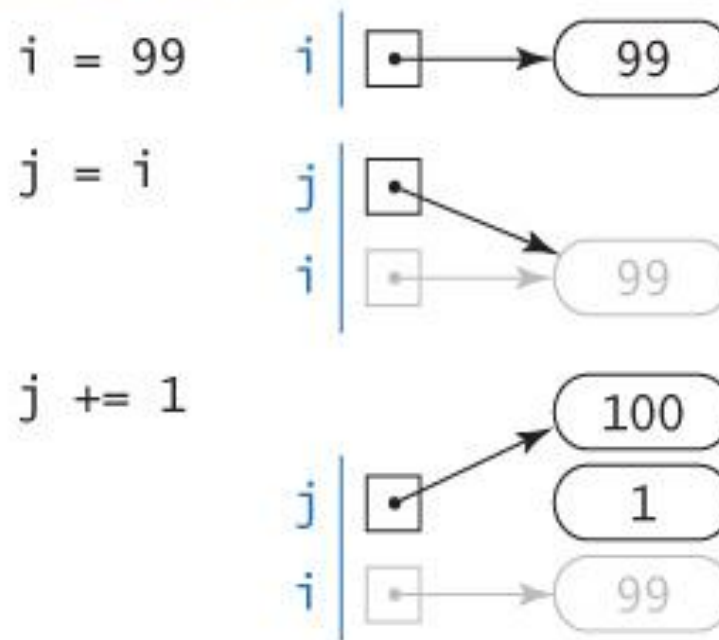 i = 99 i 99
j = i j
i 99
j += 1 100
j 1
i 99